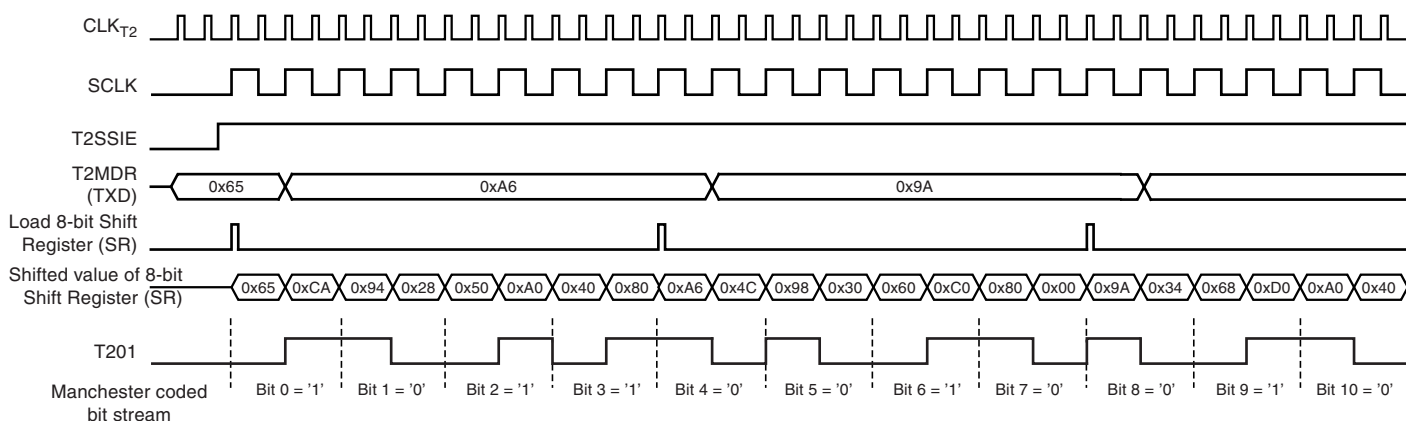 CLKT2
SCLK
T2SSIE
T2MDR
(TXD)
0x65 0xA6 0x9A
Load 8-bit Shift
Register (SR)
Shifted value of 8-bit
Shift Register (SR)
0x65 0xCA 0x94 0x28 0x50 0xA0 0x40 0x80 0xA6 0x4C 0x98 0x30 0x60 0xC0 0x80 0x00 0x9A 0x34 0x68 0xD0 0xA0 0x40
T201
Manchester coded
bit stream
Bit 0 = '1' Bit 1 = '0' Bit 2 = '1' Bit 3 = '1' Bit 4 = '0' Bit 5 = '0' Bit 6 = '1' Bit 7 = '0' Bit 8 = '0' Bit 9 = '1' Bit 10 = '0'